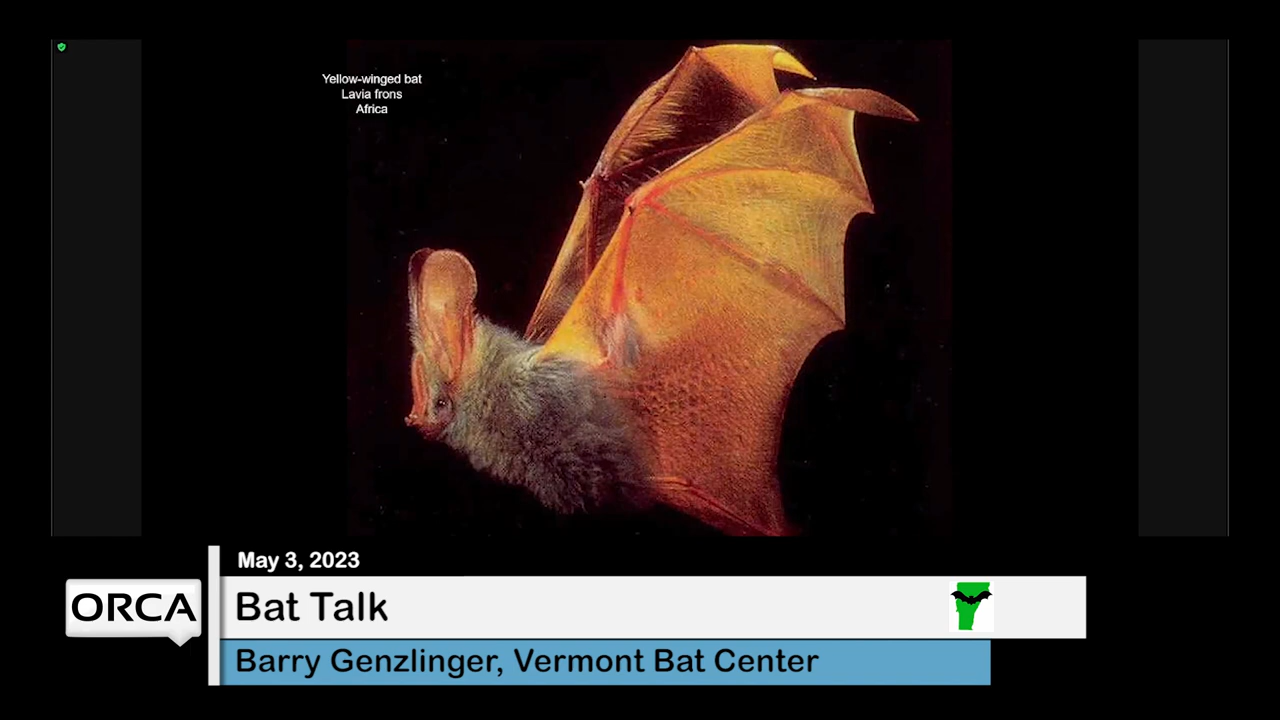 Yellow-winged bat
Lavia frons
Africa
May 3, 2023
ORCA
Bat Talk
Barry Genzlinger, Vermont Bat Center